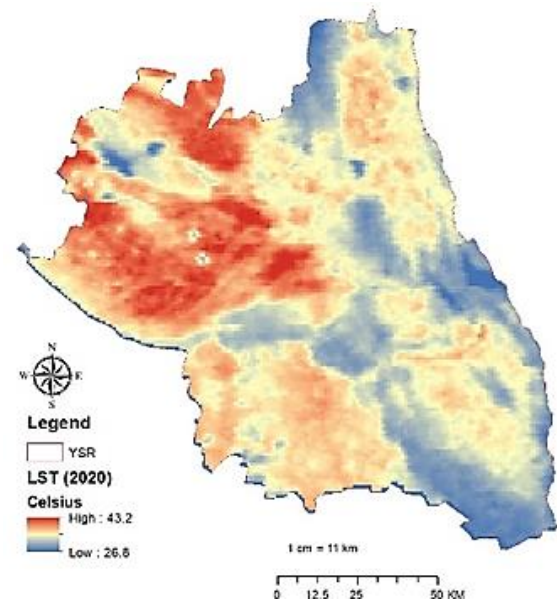 N
W E
S
Legend
YSR
LST (2020)
Celsius
High : 43.2
Low : 26.8
1 cm = 11 km
0 12.5 25 50 KM